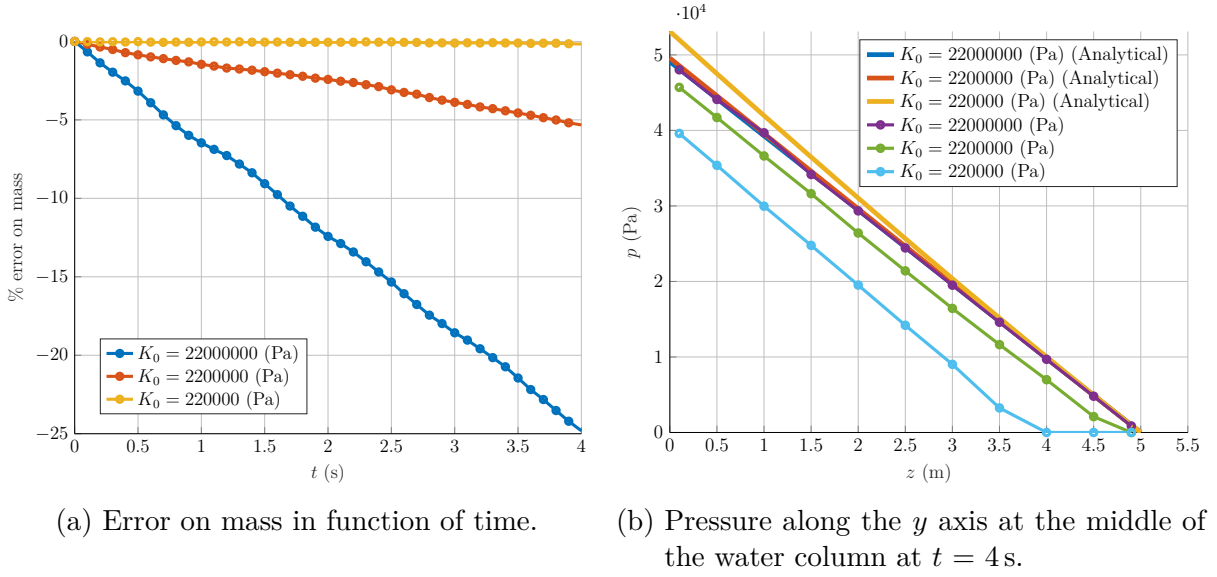 0
−5
−10
−15
−20
−25
0 0.5 1 1.5 2 2.5 3 3.5 4
t (s)
% error on mass
K₀ = 22000000 (Pa)
K₀ = 2200000 (Pa)
K₀ = 220000 (Pa)
(a) Error on mass in function of time.
·10⁴
5
4
3
2
1
0
0 0.5 1 1.5 2 2.5 3 3.5 4 4.5 5 5.5
z (m)
p (Pa)
K₀ = 22000000 (Pa) (Analytical)
K₀ = 2200000 (Pa) (Analytical)
K₀ = 220000 (Pa) (Analytical)
K₀ = 22000000 (Pa)
K₀ = 2200000 (Pa)
K₀ = 220000 (Pa)
(b) Pressure along the y axis at the middle of
the water column at t = 4 s.